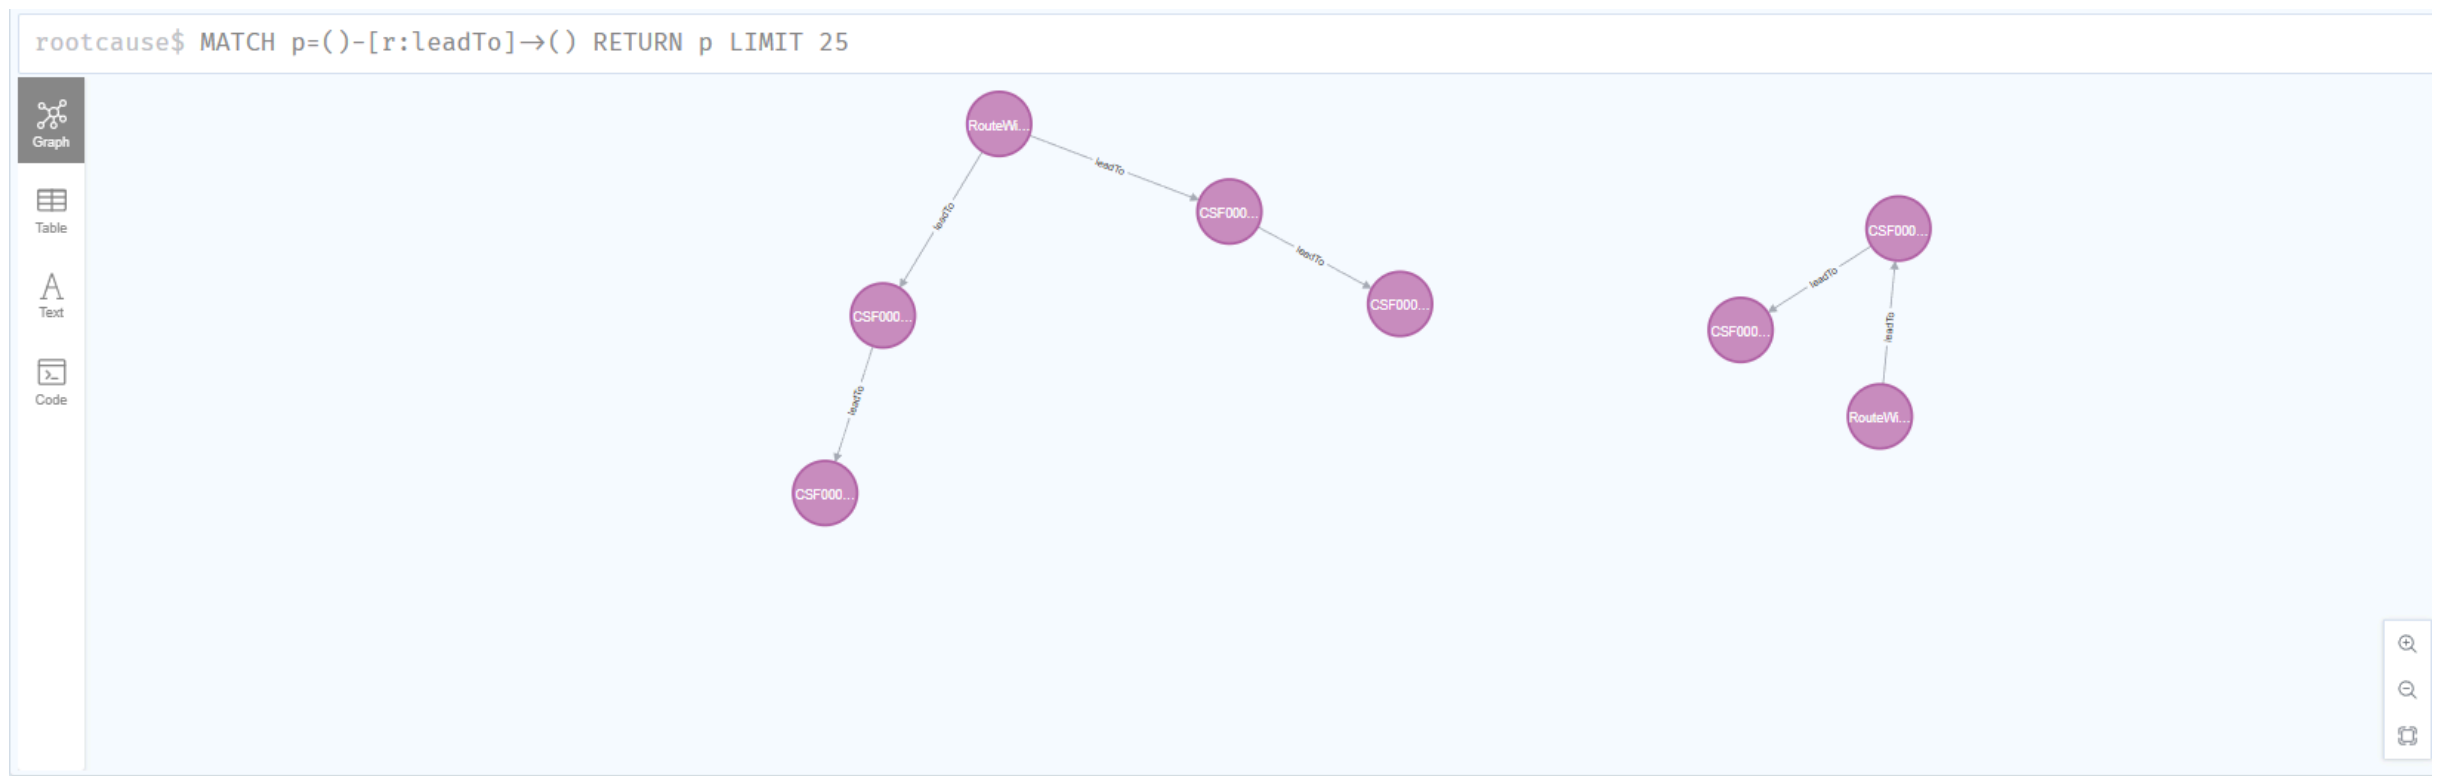 rootcause$ MATCH p=()-[r:leadTo]→() RETURN p LIMIT 25
Graph
Table
Text
Code
RouteWi...
leadTo
CSF000...
leadTo
leadTo
CSF000...
CSF000...
leadTo
CSF000...
CSF000...
leadTo
CSF000...
leadTo
RouteWi...